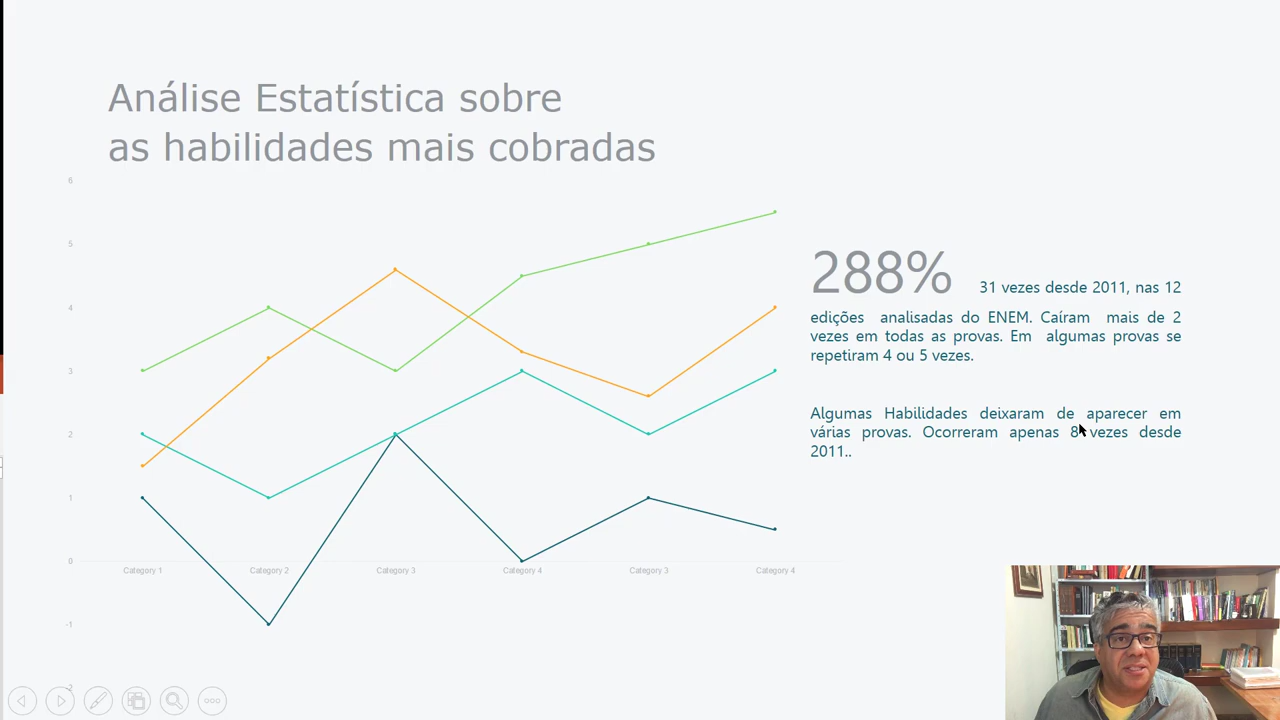 Análise Estatística sobre
as habilidades mais cobradas
6
5
4
3
2
1
0
-1
-2
Category 1
Category 2
Category 3
Category 4
Category 3
Category 4
288% 31 vezes desde 2011, nas 12
edições analisadas do ENEM. Caíram mais de 2
vezes em todas as provas. Em algumas provas se
repetiram 4 ou 5 vezes.
Algumas Habilidades deixaram de aparecer em
várias provas. Ocorreram apenas 8 vezes desde
2011..